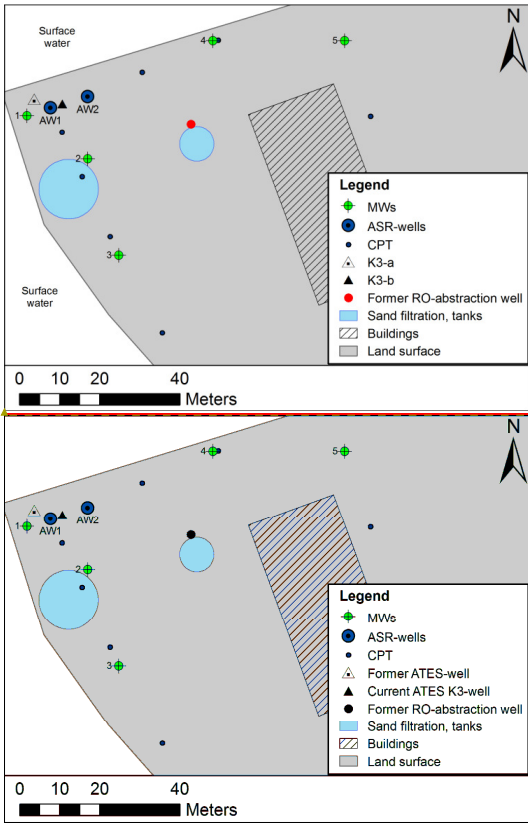 Surface
water
N
4
5
1
AW1
AW2
2
3
Surface
water
Legend
MWs
ASR-wells
CPT
K3-a
K3-b
Former RO-abstraction well
Sand filtration, tanks
Buildings
Land surface
0 10 20 40
Meters
N
4
5
1
AW1
AW2
2
3
Legend
MWs
ASR-wells
CPT
Former ATES-well
Current ATES K3-well
Former RO-abstraction well
Sand filtration, tanks
Buildings
Land surface
0 10 20 40
Meters